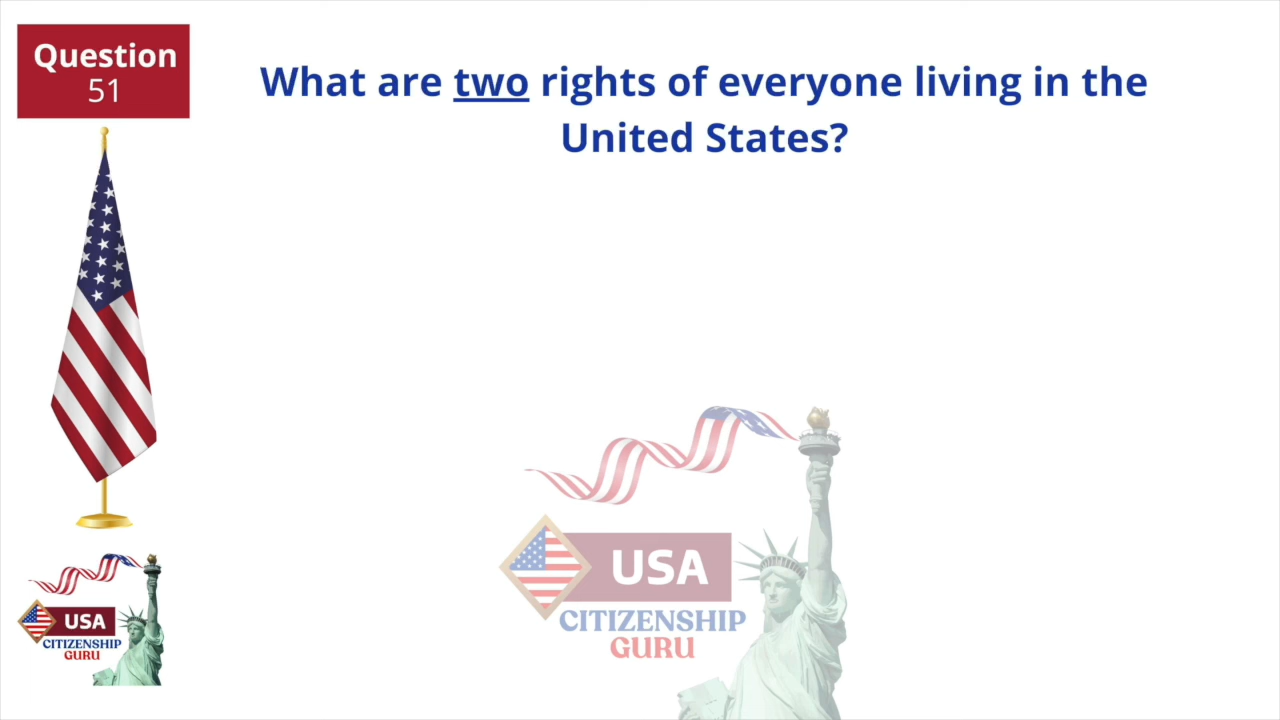 Question
51
What are two rights of everyone living in the
United States?
USA
CITIZENSHIP
GURU
USA
CITIZENSHIP
GURU